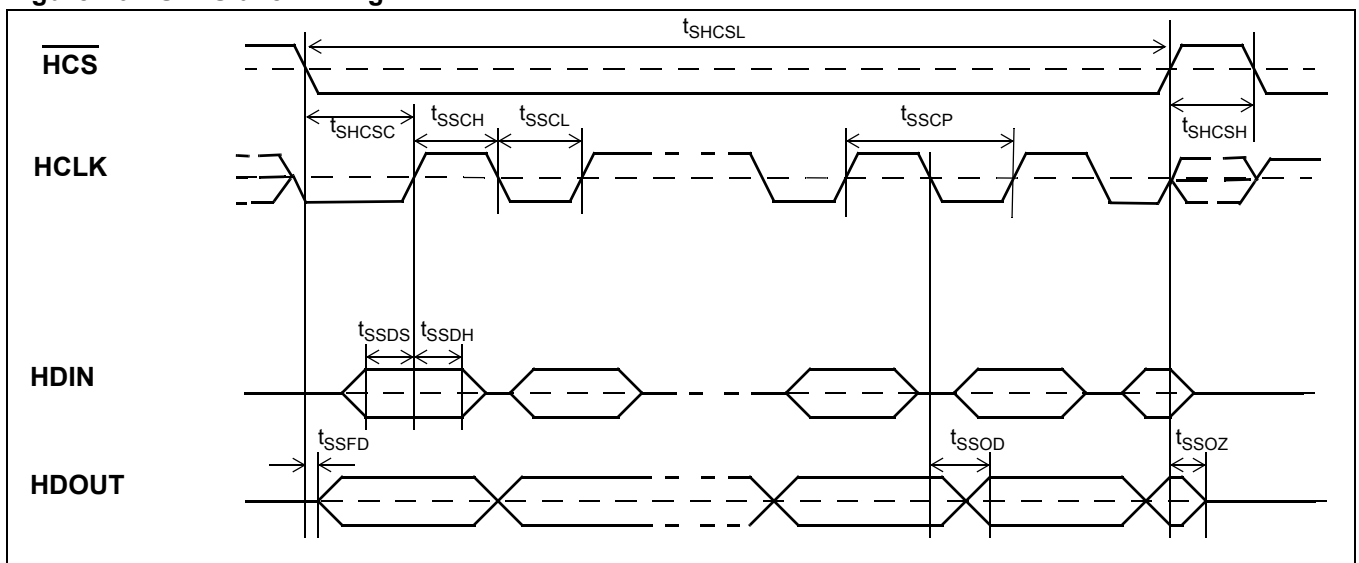 tSHCSL
HCS
tSHCSC
tSSCH
tSSCL
tSSCP
tSHCSH
HCLK
tSSDS
tSSDH
HDIN
tSSFD
tSSOD
tSSOZ
HDOUT